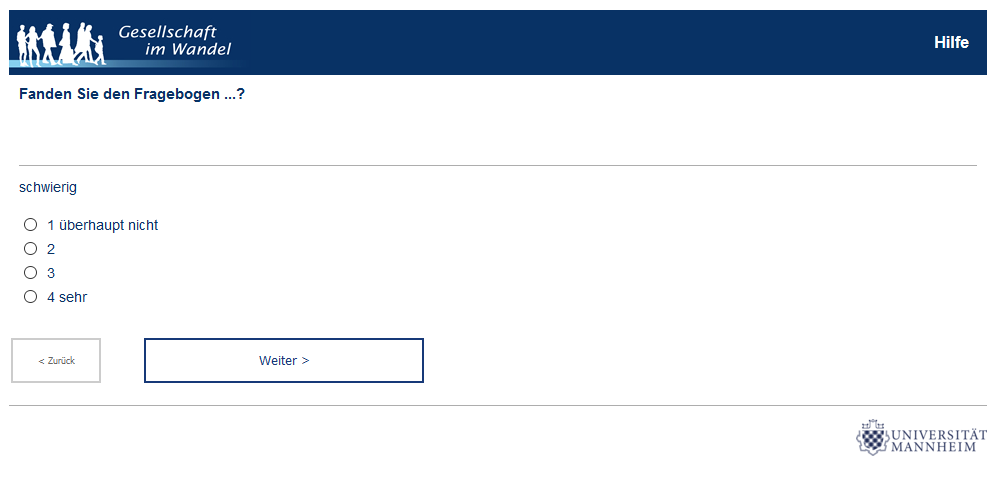 Gesellschaft
im Wandel
Hilfe
Fanden Sie den Fragebogen ...?
schwierig
1 überhaupt nicht
2
3
4 sehr
< Zurück
Weiter >
UNIVERSITÄT
MANNHEIM